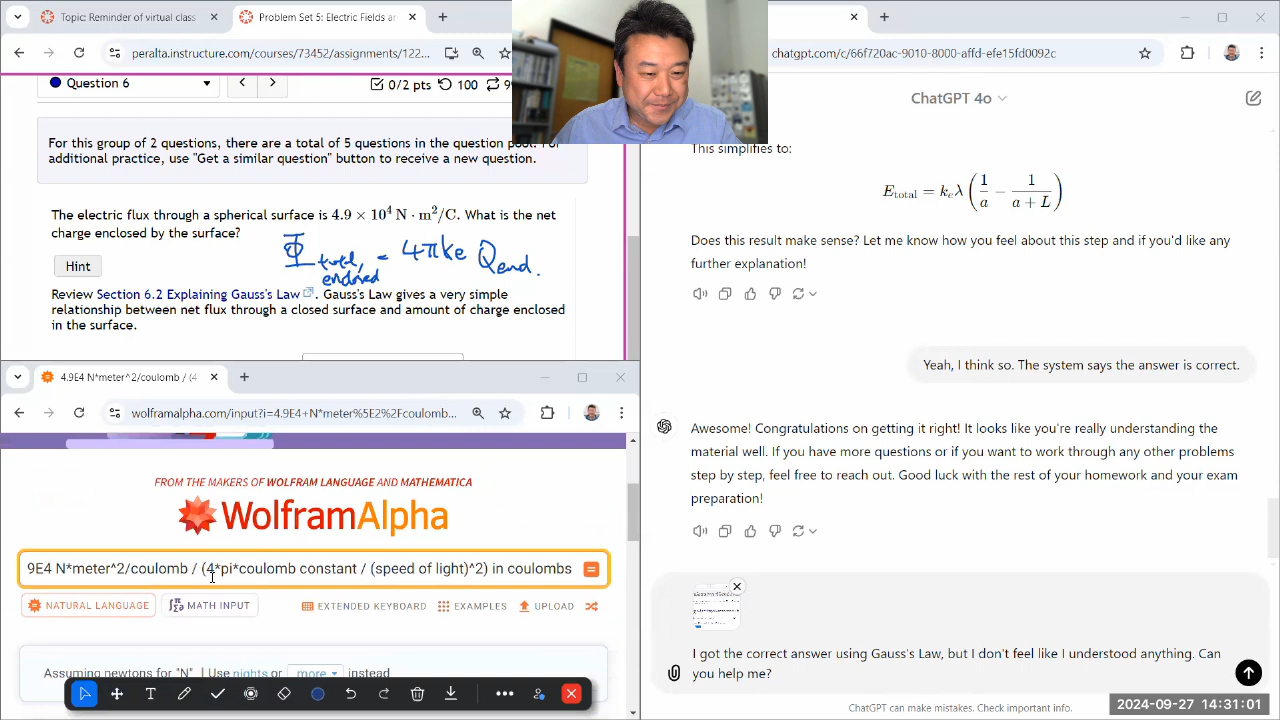 Topic: Reminder of virtual class
Problem Set 5: Electric Fields an
peralta.instructure.com/courses/73452/assignments/122...
Question 6
0/2 pts
100
For this group of 2 questions, there are a total of 5 questions in the question pool. For
additional practice, use "Get a similar question" button to receive a new question.
The electric flux through a spherical surface is 4.9 × 10⁴ N · m²/C. What is the net
charge enclosed by the surface?
Φ total, enclosed = 4πke Qencl.
Hint
Review Section 6.2 Explaining Gauss's Law. Gauss's Law gives a very simple
relationship between net flux through a closed surface and amount of charge enclosed
in the surface.
4.9E4 N*meter^2/coulomb / (4
wolframalpha.com/input?i=4.9E4+N*meter%5E2%2Fcoulomb...
FROM THE MAKERS OF WOLFRAM LANGUAGE AND MATHEMATICA
WolframAlpha
9E4 N*meter^2/coulomb / (4*pi*coulomb constant / (speed of light)^2) in coulombs
NATURAL LANGUAGE
MATH INPUT
EXTENDED KEYBOARD
EXAMPLES
UPLOAD
Assuming newtons for "N" | Use nights or more instead
chatgpt.com/c/66f720ac-9010-8000-affd-efe15fd0092c
ChatGPT 4o
This simplifies to:
E_total = k_e λ (1/a − 1/(a + L))
Does this result make sense? Let me know how you feel about this step and if you'd like any
further explanation!
Yeah, I think so. The system says the answer is correct.
Awesome! Congratulations on getting it right! It looks like you're really understanding the
material well. If you have more questions or if you want to work through any other problems
step by step, feel free to reach out. Good luck with the rest of your homework and your exam
preparation!
I got the correct answer using Gauss's Law, but I don't feel like I understood anything. Can
you help me?
ChatGPT can make mistakes. Check important info.
2024-09-27 14:31:01